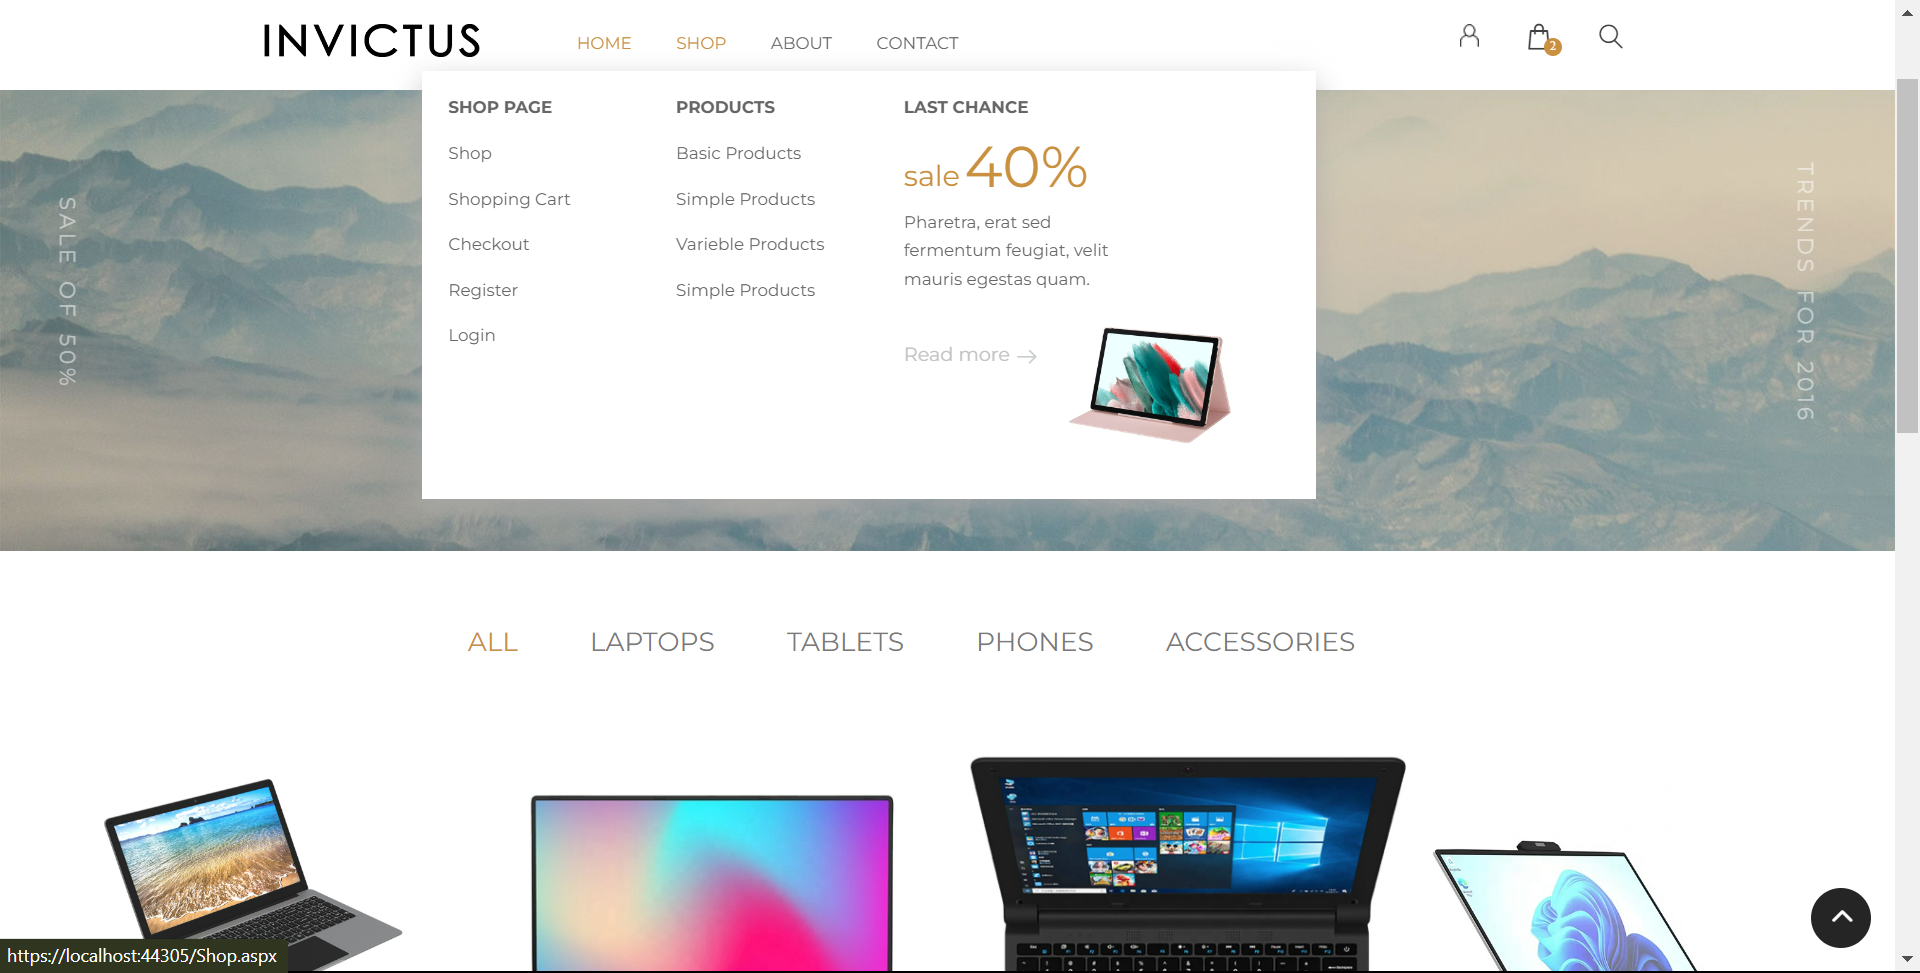 INVICTUS
HOME SHOP ABOUT CONTACT
2
SHOP PAGE
Shop
Shopping Cart
Checkout
Register
Login
PRODUCTS
Basic Products
Simple Products
Varieble Products
Simple Products
LAST CHANCE
sale 40%
Pharetra, erat sed
fermentum feugiat, velit
mauris egestas quam.
Read more
SALE OF 50%
TRENDS FOR 2016
ALL LAPTOPS TABLETS PHONES ACCESSORIES
https://localhost:44305/Shop.aspx